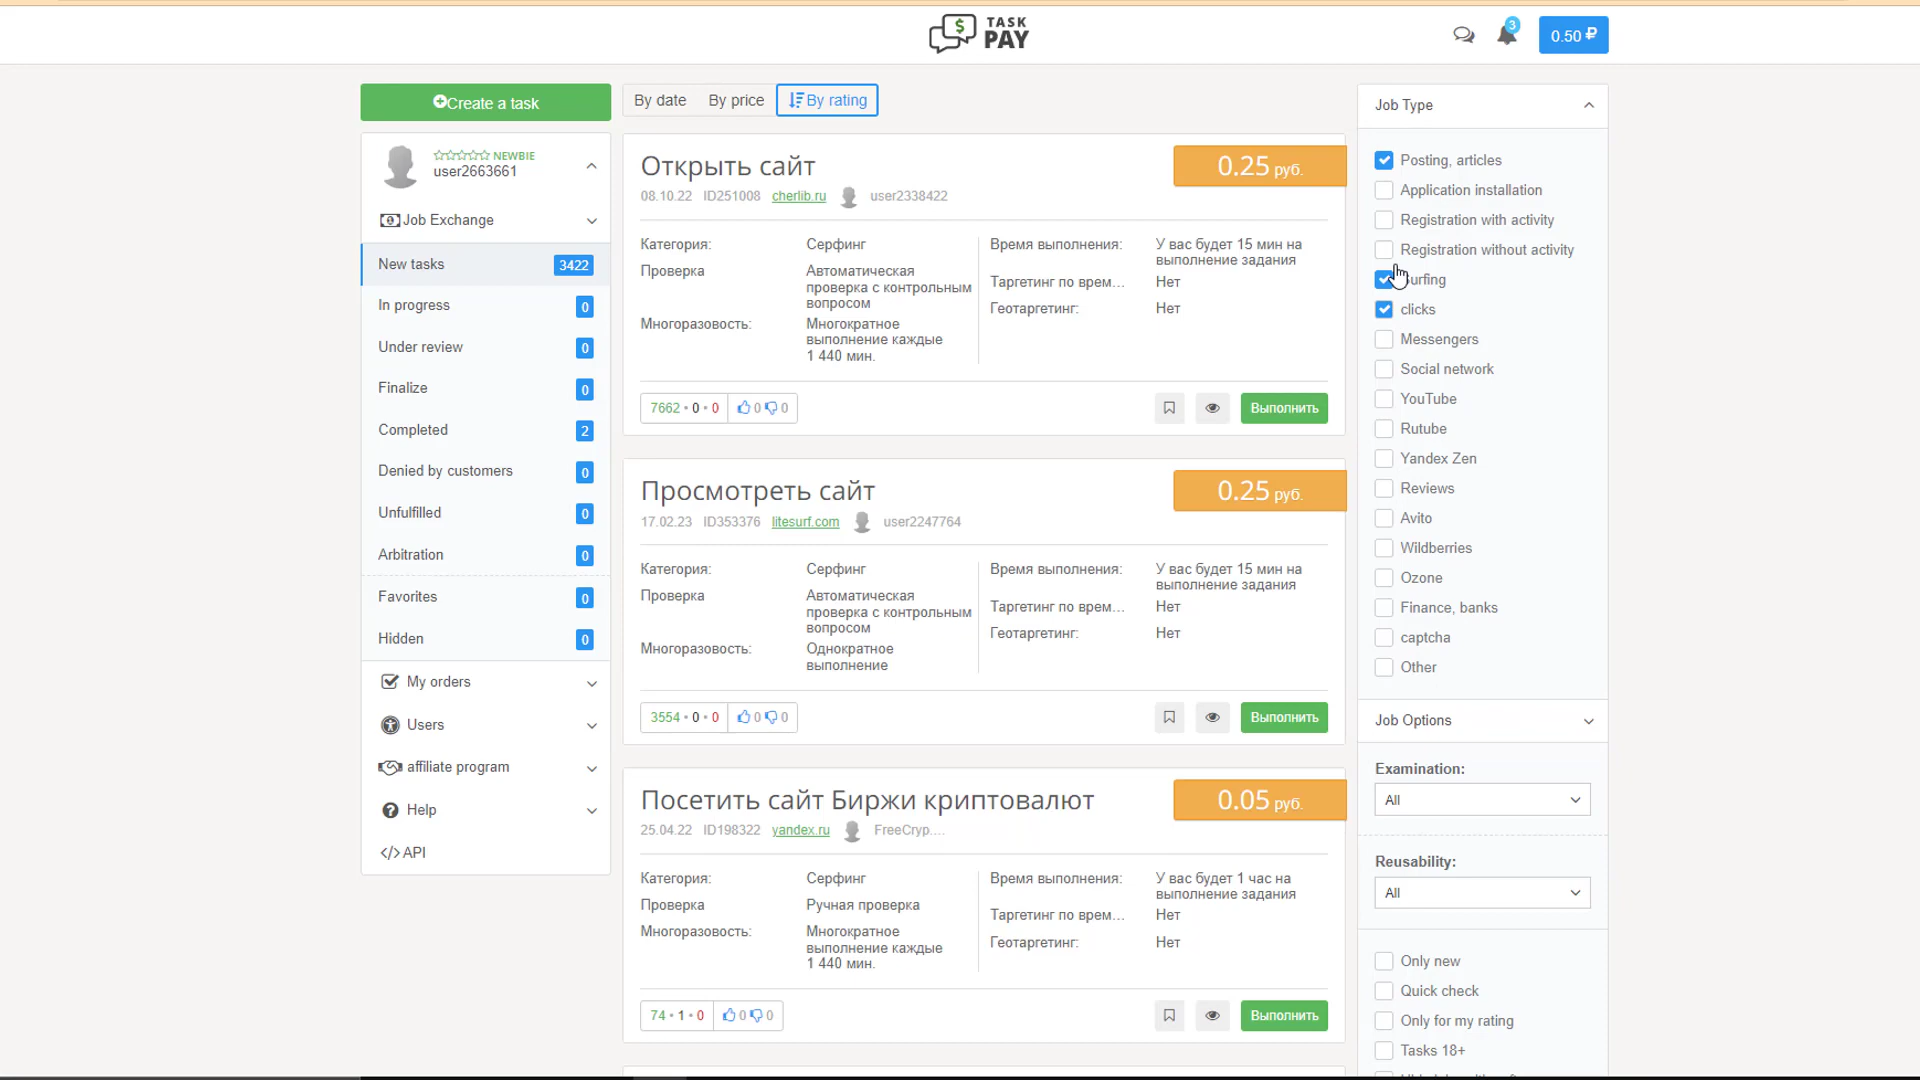 TASK
PAY
3
0.50 ₽
Create a task
NEWBIE
user2663661
Job Exchange
New tasks 3422
In progress 0
Under review 0
Finalize 0
Completed 2
Denied by customers 0
Unfulfilled 0
Arbitration 0
Favorites 0
Hidden 0
My orders
Users
affiliate program
Help
</> API
By date By price By rating
Открыть сайт
0.25 руб.
08.10.22 ID251008 cherlib.ru user2338422
Категория: Серфинг
Проверка Автоматическая
проверка с контрольным
вопросом
Многоразовость: Многократное
выполнение каждые
1 440 мин.
Время выполнения: У вас будет 15 мин на
выполнение задания
Таргетинг по врем... Нет
Геотаргетинг: Нет
7662 • 0 • 0 0 0
Выполнить
Просмотреть сайт
0.25 руб.
17.02.23 ID353376 litesurf.com user2247764
Категория: Серфинг
Проверка Автоматическая
проверка с контрольным
вопросом
Многоразовость: Однократное
выполнение
Время выполнения: У вас будет 15 мин на
выполнение задания
Таргетинг по врем... Нет
Геотаргетинг: Нет
3554 • 0 • 0 0 0
Выполнить
Посетить сайт Биржи криптовалют
0.05 руб.
25.04.22 ID198322 yandex.ru FreeCryp....
Категория: Серфинг
Проверка Ручная проверка
Многоразовость: Многократное
выполнение каждые
1 440 мин.
Время выполнения: У вас будет 1 час на
выполнение задания
Таргетинг по врем... Нет
Геотаргетинг: Нет
74 • 1 • 0 0 0
Выполнить
Job Type
Posting, articles
Application installation
Registration with activity
Registration without activity
urfing
clicks
Messengers
Social network
YouTube
Rutube
Yandex Zen
Reviews
Avito
Wildberries
Ozone
Finance, banks
captcha
Other
Job Options
Examination:
All
Reusability:
All
Only new
Quick check
Only for my rating
Tasks 18+